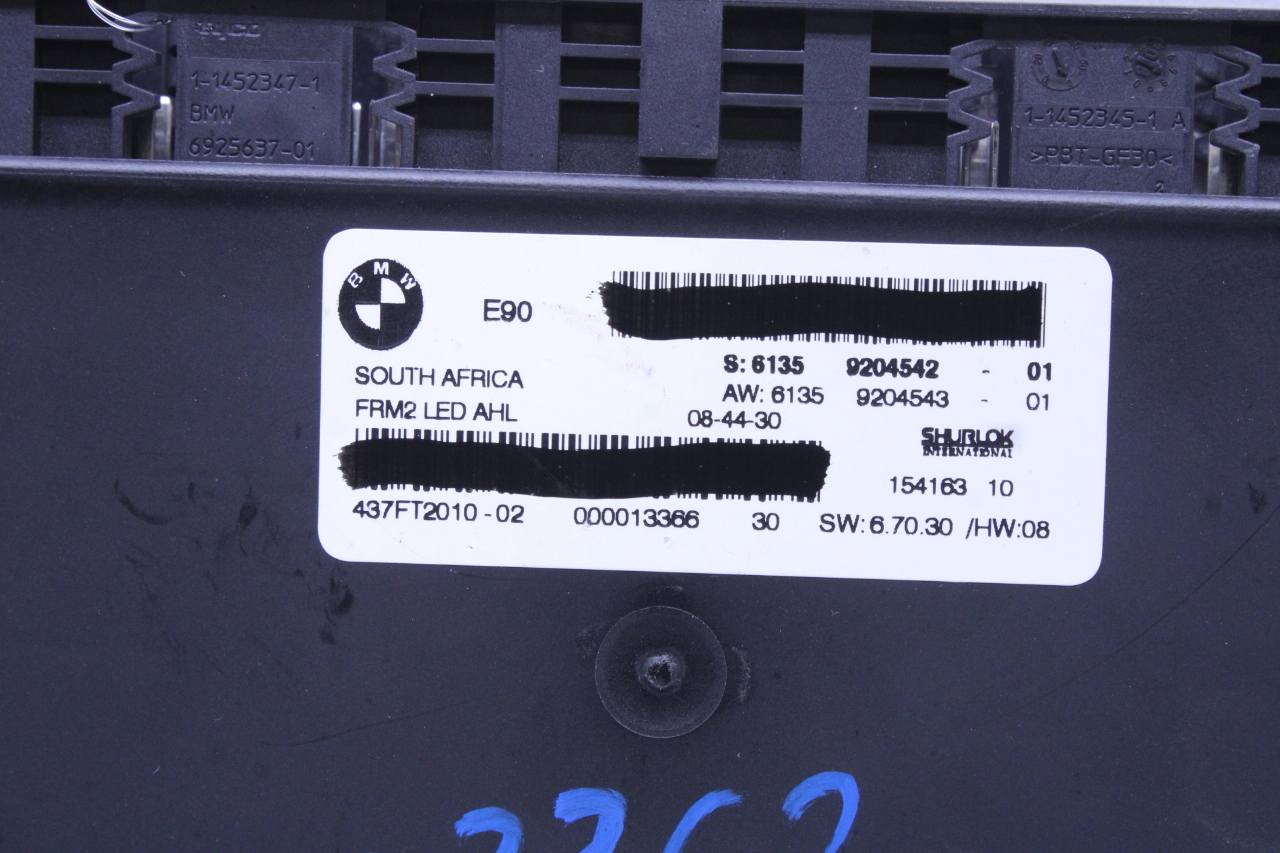 tyco
1-1452347-1
BMW
6925637-01
1-1452345-1 A
>PBT-GF30<
2
BMW
E90
S: 6135 9204542 - 01
SOUTH AFRICA
AW: 6135 9204543 - 01
FRM2 LED AHL
08-44-30
SHURLOK
INTERNATIONAL
154163 10
437FT2010-02 000013366 30 SW: 6.70.30 /HW:08